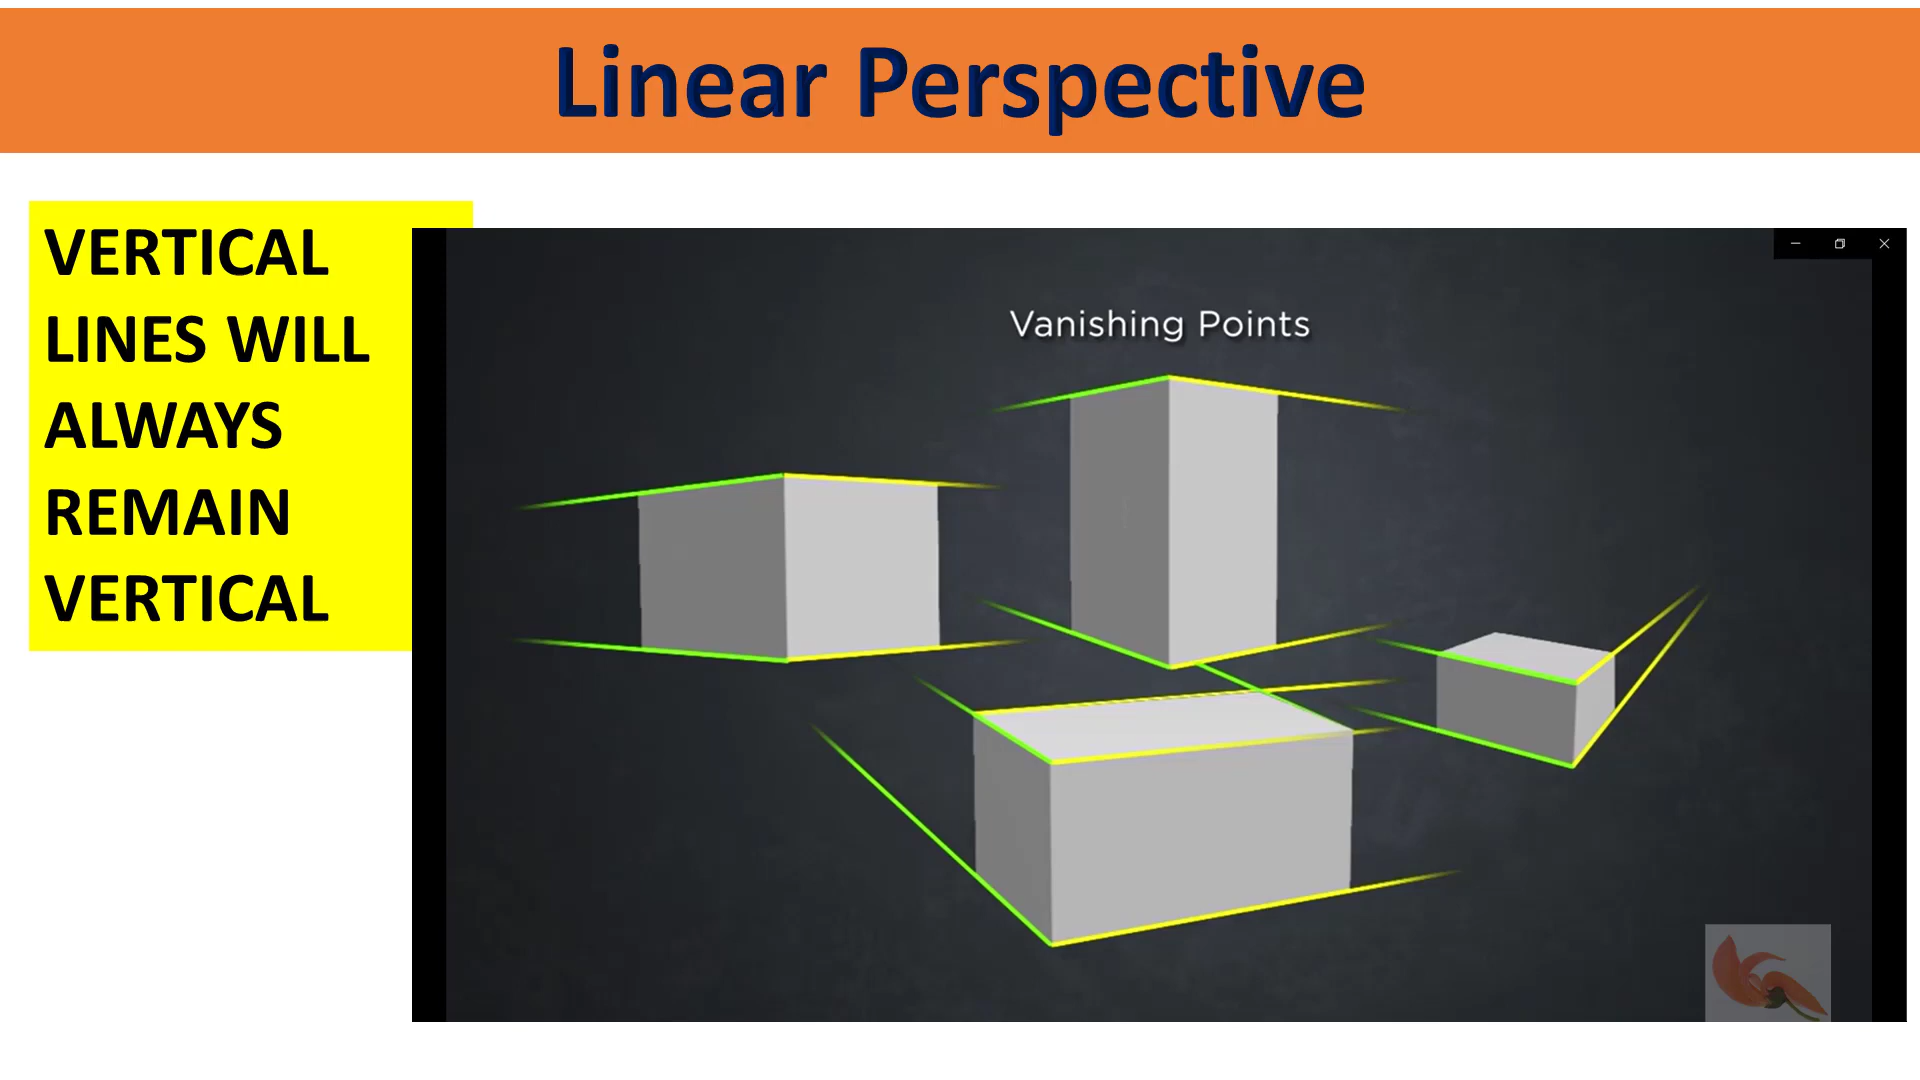 Linear Perspective
VERTICAL
LINES WILL
ALWAYS
REMAIN
VERTICAL
Vanishing Points